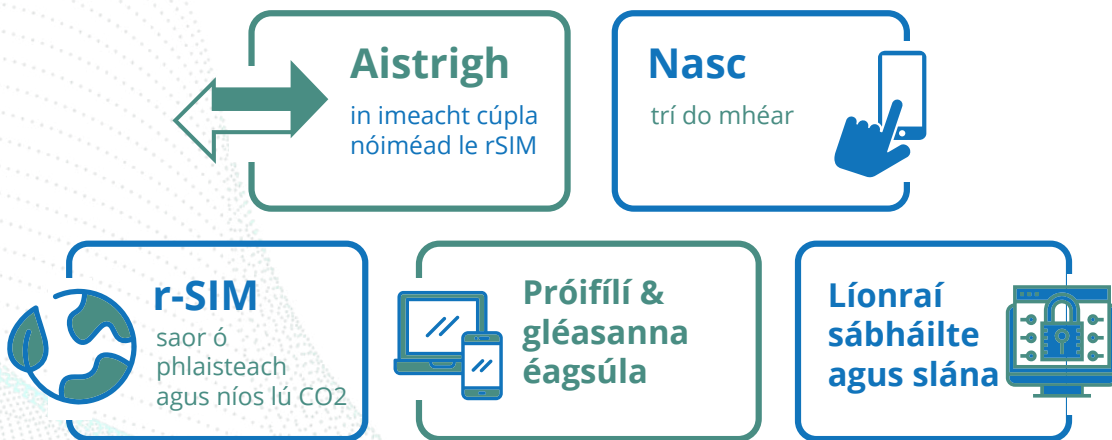 Aistrigh
in imeacht cúpla
nóiméad le rSIM
Nasc
trí do mhéar
r-SIM
saor ó
phlaisteach
agus níos lú CO2
Próifílí &
gléasanna
éagsúla
Líonraí
sábháilte
agus slána